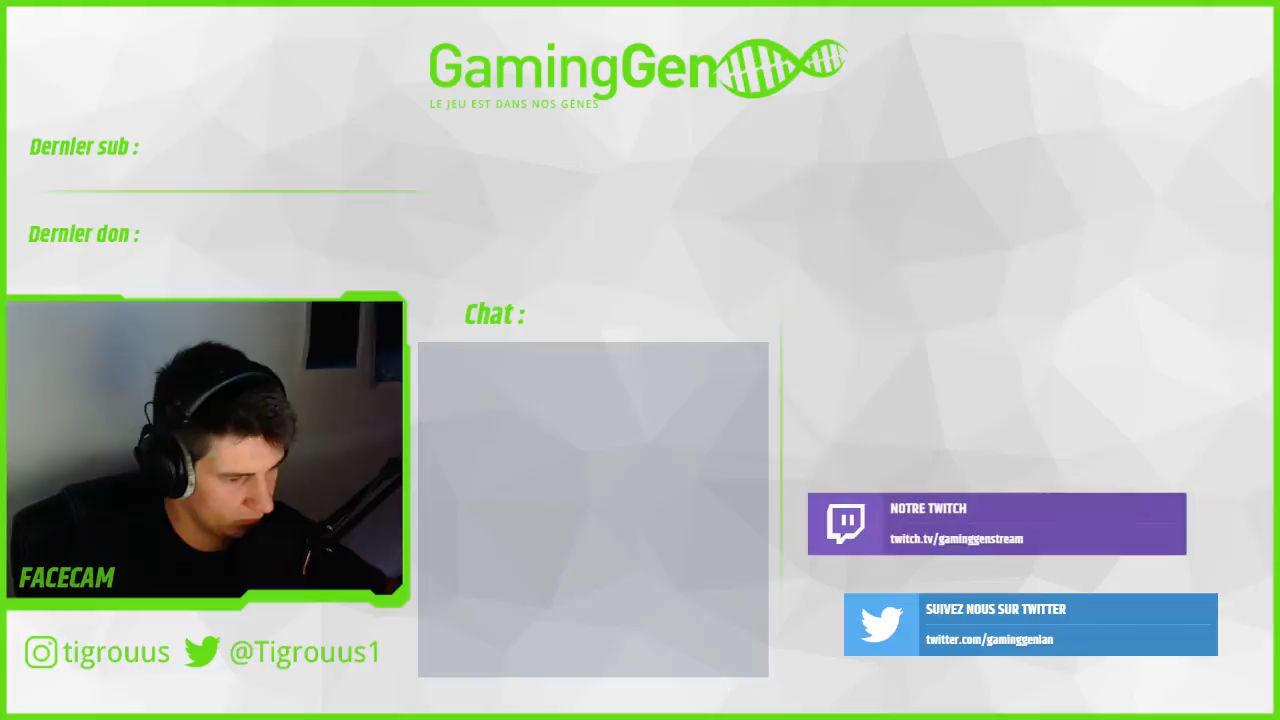 GamingGen
LE JEU EST DANS NOS GÈNES
Dernier sub :
Dernier don :
Chat :
FACECAM
tigrouus
@Tigrouus1
NOTRE TWITCH
twitch.tv/gaminggenstream
SUIVEZ NOUS SUR TWITTER
twitter.com/gaminggenlan